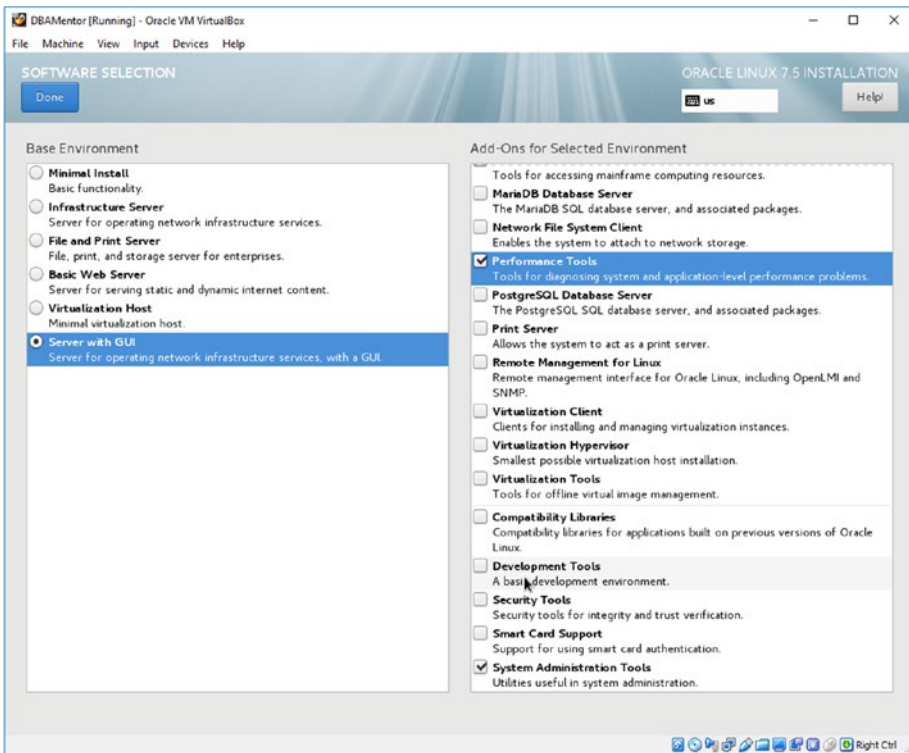 DBAMentor [Running] - Oracle VM VirtualBox
File Machine View Input Devices Help
SOFTWARE SELECTION
Done
ORACLE LINUX 7.5 INSTALLATION
us
Help!
Base Environment
Minimal Install
Basic functionality.
Infrastructure Server
Server for operating network infrastructure services.
File and Print Server
File, print, and storage server for enterprises.
Basic Web Server
Server for serving static and dynamic internet content.
Virtualization Host
Minimal virtualization host.
Server with GUI
Server for operating network infrastructure services, with a GUI.
Add-Ons for Selected Environment
Tools for accessing mainframe computing resources.
MariaDB Database Server
The MariaDB SQL database server, and associated packages.
Network File System Client
Enables the system to attach to network storage.
Performance Tools
Tools for diagnosing system and application-level performance problems.
PostgreSQL Database Server
The PostgreSQL SQL database server, and associated packages.
Print Server
Allows the system to act as a print server.
Remote Management for Linux
Remote management interface for Oracle Linux, including OpenLMI and
SNMP.
Virtualization Client
Clients for installing and managing virtualization instances.
Virtualization Hypervisor
Smallest possible virtualization host installation.
Virtualization Tools
Tools for offline virtual image management.
Compatibility Libraries
Compatibility libraries for applications built on previous versions of Oracle
Linux.
Development Tools
A basic development environment.
Security Tools
Security tools for integrity and trust verification.
Smart Card Support
Support for using smart card authentication.
System Administration Tools
Utilities useful in system administration.
Right Ctrl